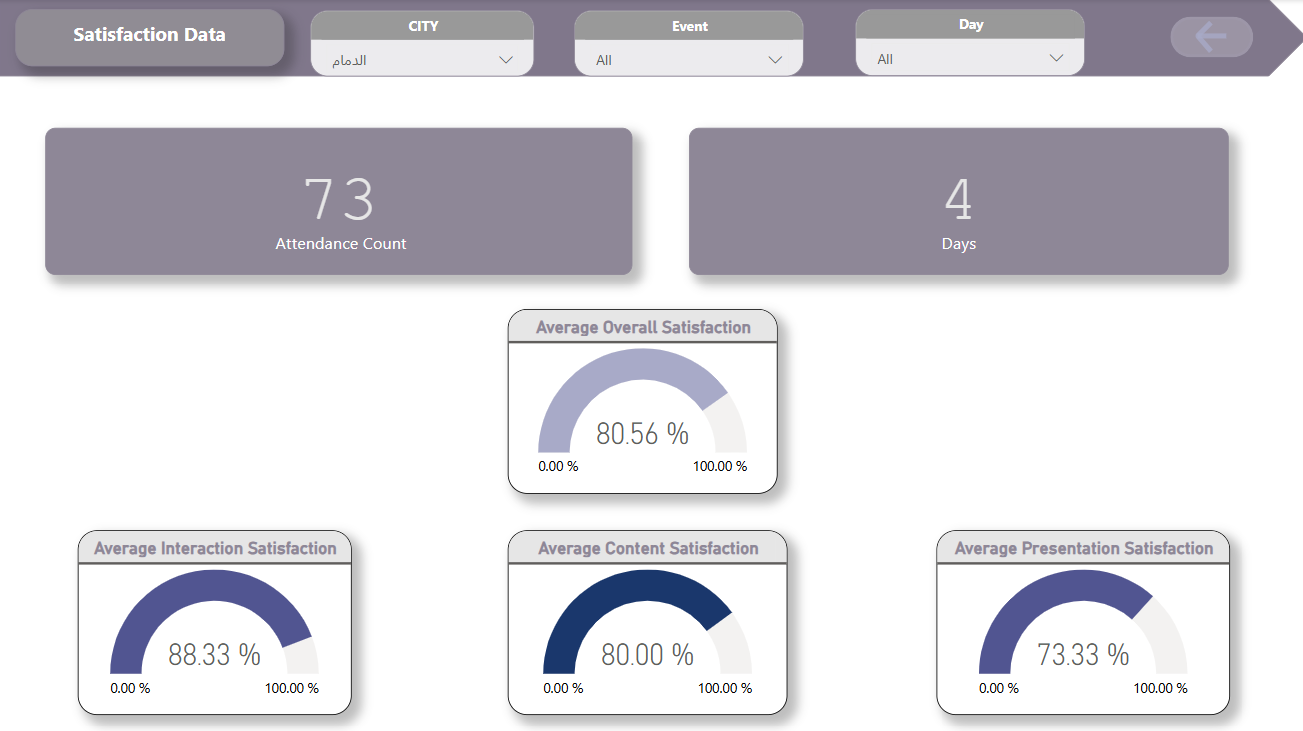 Satisfaction Data
CITY
الدمام
Event
All
Day
All
73
Attendance Count
4
Days
Average Overall Satisfaction
80.56 %
0.00 %
100.00 %
Average Interaction Satisfaction
88.33 %
0.00 %
100.00 %
Average Content Satisfaction
80.00 %
0.00 %
100.00 %
Average Presentation Satisfaction
73.33 %
0.00 %
100.00 %